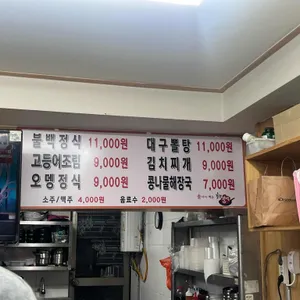 불백정식 11,000원 대구뽈탕 11,000원
고등어조림 9,000원 김치찌개 9,000원
오뎅정식 9,000원 콩나물해장국 7,000원
소주/맥주 4,000원 음료수 2,000원